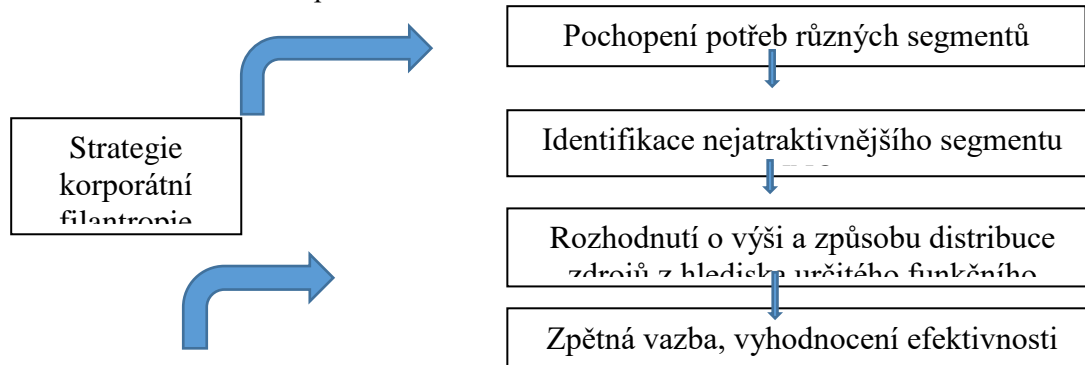 Strategie
korporátní
filantropie
Pochopení potřeb různých segmentů
Identifikace nejatraktivnějšího segmentu
Rozhodnutí o výši a způsobu distribuce
zdrojů z hlediska určitého funkčního
Zpětná vazba, vyhodnocení efektivnosti